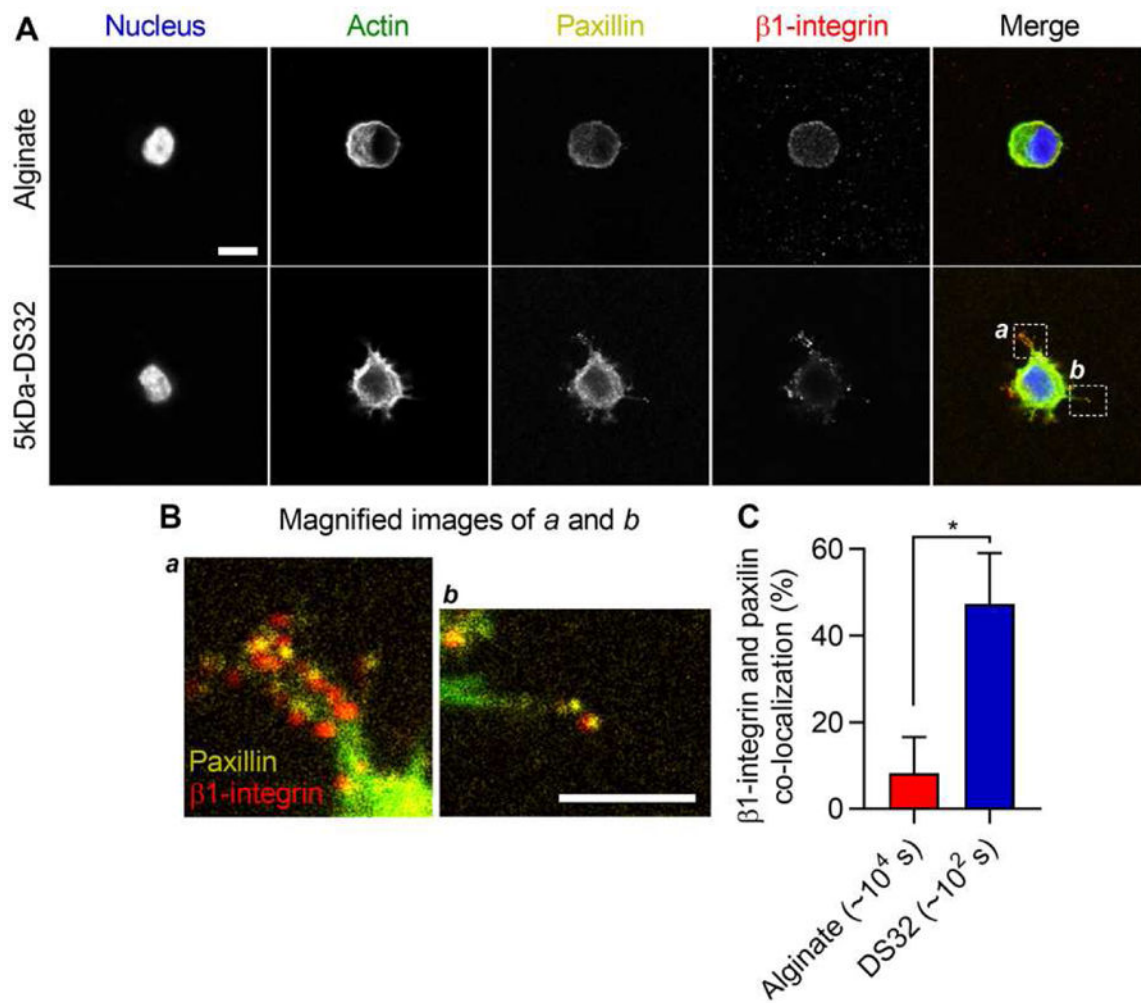 A
Nucleus Actin Paxillin β1-integrin Merge
Alginate
5kDa-DS32
a
b
B Magnified images of a and b
a
b
Paxillin
β1-integrin
C
*
β1-integrin and paxilin
co-localization (%)
60
40
20
0
Alginate (~10⁴ s)
DS32 (~10² s)